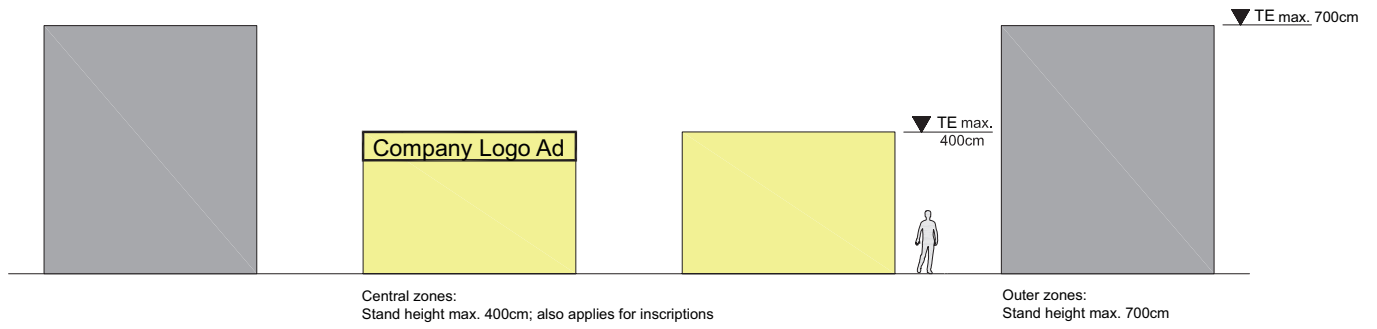 TE max. 700cm
TE max.
400cm
Company Logo Ad
Central zones:
Stand height max. 400cm; also applies for inscriptions
Outer zones:
Stand height max. 700cm